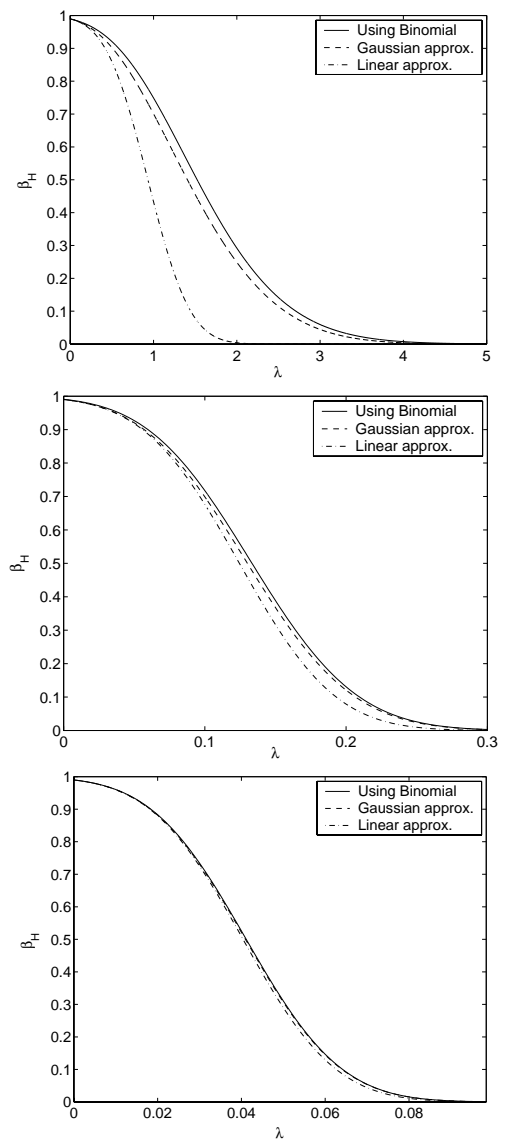 1
0.9
0.8
0.7
0.6
0.5
0.4
0.3
0.2
0.1
0
β_H
Using Binomial
Gaussian approx.
Linear approx.
0 1 2 3 4 5
λ
1
0.9
0.8
0.7
0.6
0.5
0.4
0.3
0.2
0.1
0
β_H
Using Binomial
Gaussian approx.
Linear approx.
0 0.1 0.2 0.3
λ
1
0.9
0.8
0.7
0.6
0.5
0.4
0.3
0.2
0.1
0
β_H
Using Binomial
Gaussian approx.
Linear approx.
0 0.02 0.04 0.06 0.08
λ